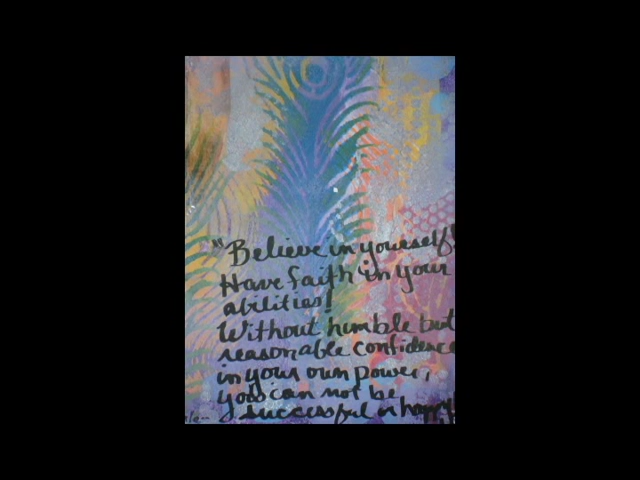 "Believe in yourself!
Have faith in your
abilities!
Without humble but
reasonable confidence
in your own power,
you can not be
successful or happy